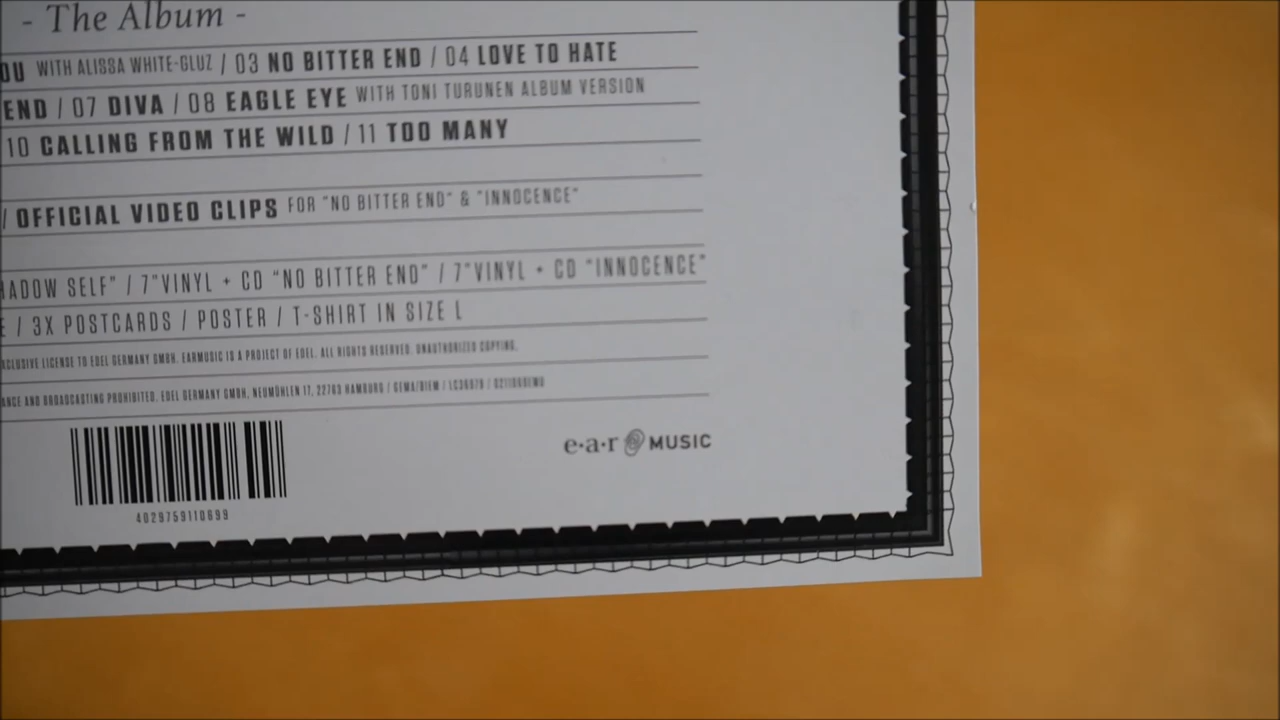 - The Album -
OU WITH ALISSA WHITE-GLUZ / 03 NO BITTER END / 04 LOVE TO HATE
END / 07 DIVA / 08 EAGLE EYE WITH TONI TURUNEN ALBUM VERSION
10 CALLING FROM THE WILD / 11 TOO MANY
/ OFFICIAL VIDEO CLIPS FOR "NO BITTER END" & "INNOCENCE"
HADOW SELF" / 7"VINYL + CD "NO BITTER END" / 7"VINYL + CD "INNOCENCE"
E / 3X POSTCARDS / POSTER / T-SHIRT IN SIZE L
XCLUSIVE LICENSE TO EDEL GERMANY GMBH. EARMUSIC IS A PROJECT OF EDEL. ALL RIGHTS RESERVED. UNAUTHORIZED COPYING,
ANCE AND BROADCASTING PROHIBITED. EDEL GERMANY GMBH, NEUMÜHLEN 17, 22763 HAMBURG / GEMA/BIEM /
4029759110699
e·a·r MUSIC